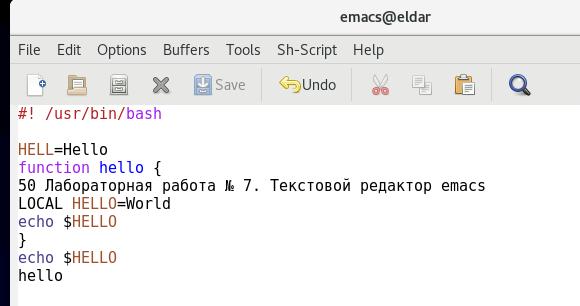 emacs@eldar
File Edit Options Buffers Tools Sh-Script Help
Save Undo
#! /usr/bin/bash
HELL=Hello
function hello {
50 Лабораторная работа № 7. Текстовой редактор emacs
LOCAL HELLO=World
echo $HELLO
}
echo $HELLO
hello